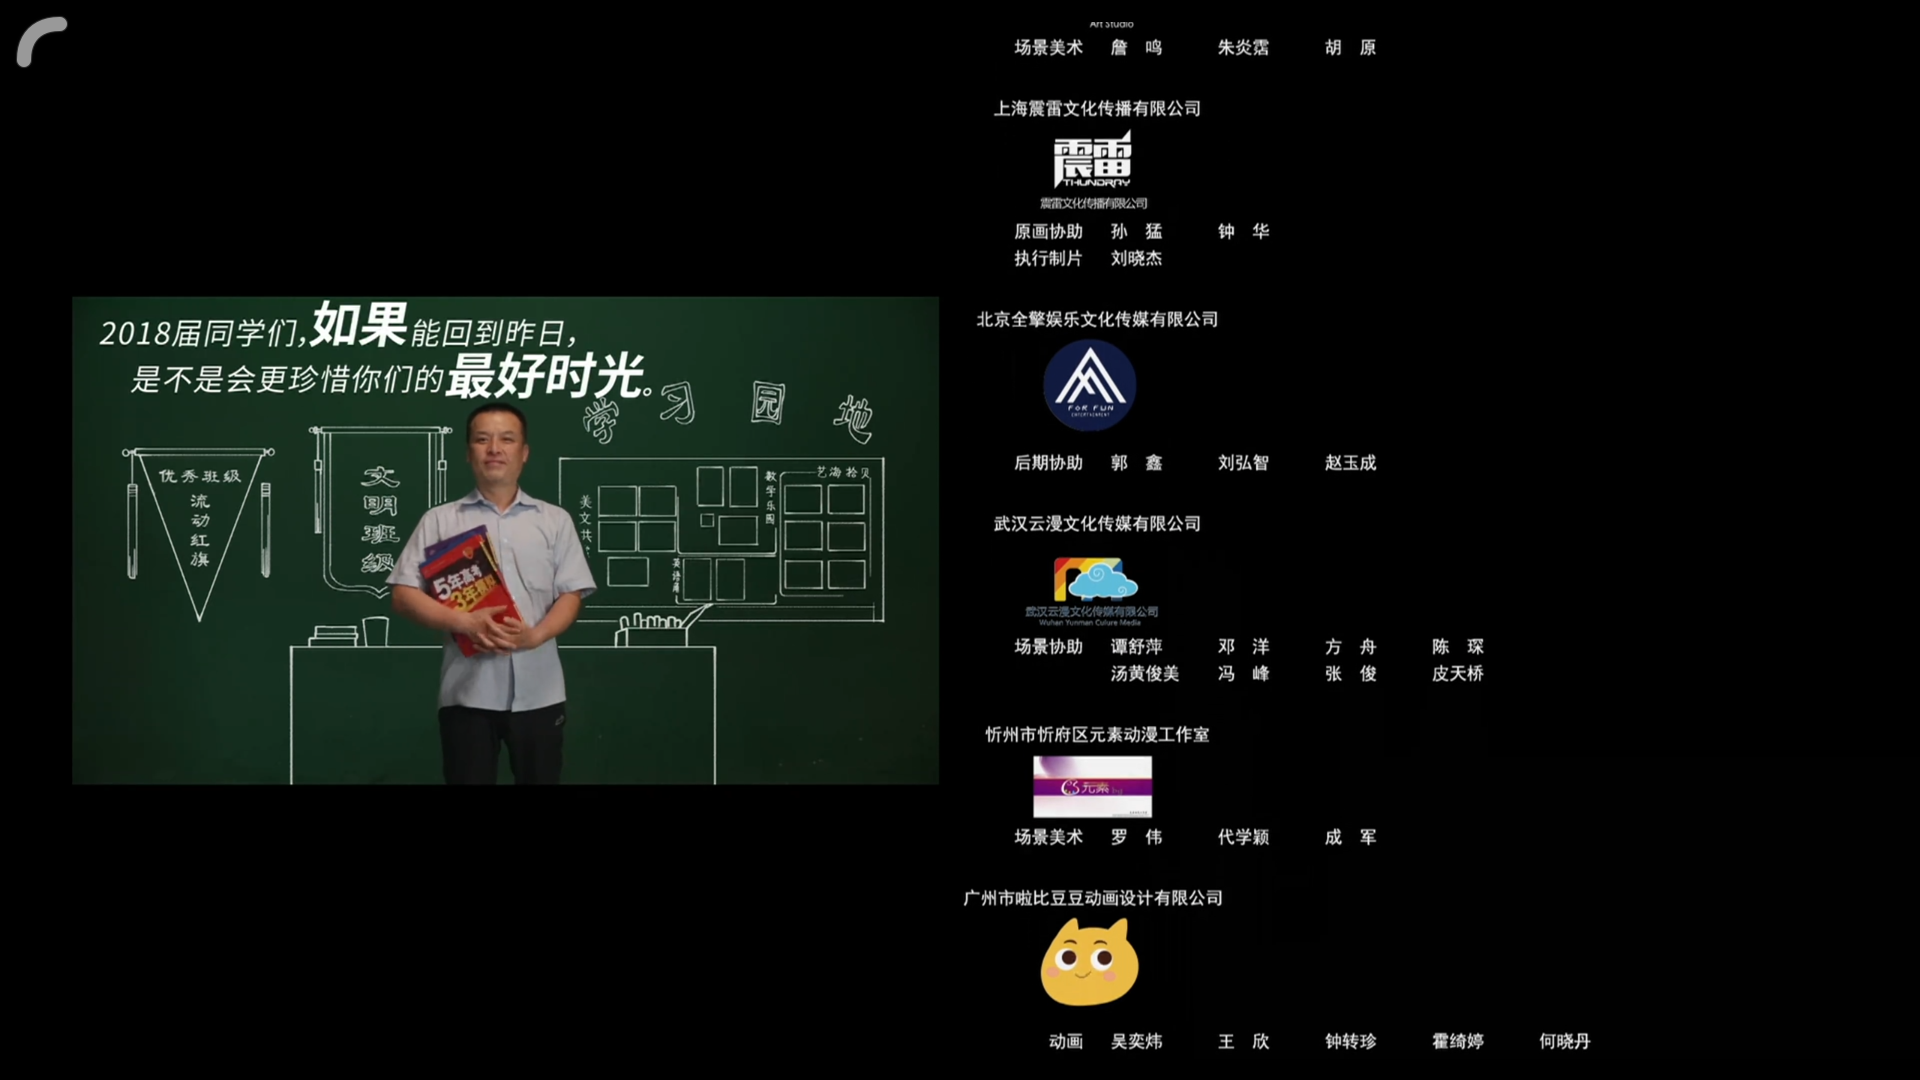 2018届同学们,如果能回到昨日,
是不是会更珍惜你们的最好时光。
学习园地
优秀班级
流动红旗
文明班级
美文共
教学乐园
艺海拾贝
英语角
5年高考
3年模拟
Art Studio
场景美术 詹 鸣 朱炎霑 胡 原
上海震雷文化传播有限公司
震雷
THUNDRAY
震雷文化传播有限公司
原画协助 孙 猛 钟 华
执行制片 刘晓杰
北京全擎娱乐文化传媒有限公司
FOR FUN
ENTERTAINMENT
后期协助 郭 鑫 刘弘智 赵玉成
武汉云漫文化传媒有限公司
武汉云漫文化传媒有限公司
Wuhan Yunman Culure Media
场景协助 谭舒萍 邓 洋 方 舟 陈 琛
汤黄俊美 冯 峰 张 俊 皮天桥
忻州市忻府区元素动漫工作室
元素
场景美术 罗 伟 代学颖 成 军
广州市啦比豆豆动画设计有限公司
动画 吴奕炜 王 欣 钟转珍 霍绮婷 何晓丹